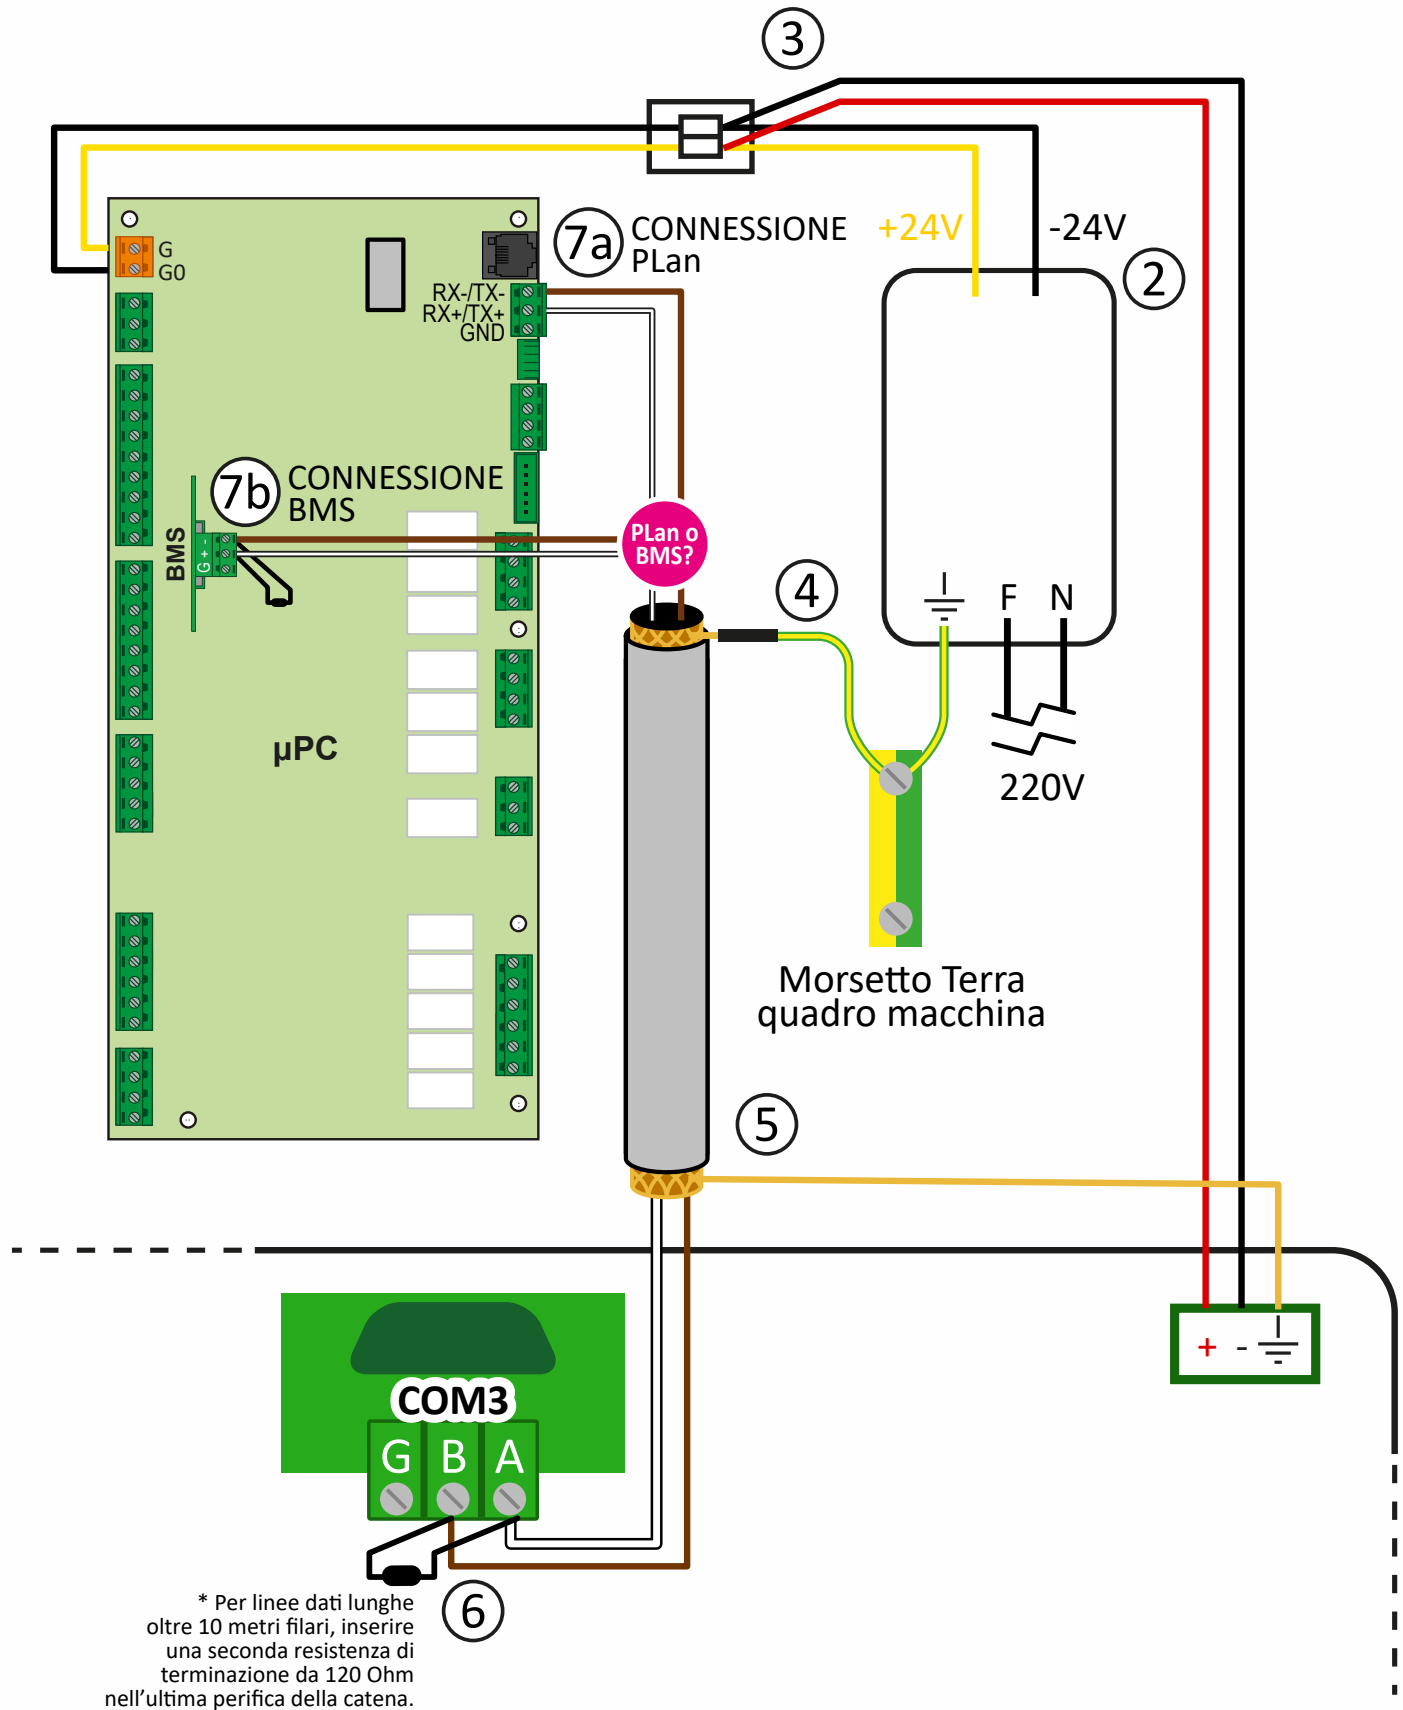 3
7a
CONNESSIONE
PLan
+24V
-24V
2
G
G0
RX-/TX-
RX+/TX+
GND
7b
CONNESSIONE
BMS
BMS
G + -
PLan o
BMS?
4
F N
220V
µPC
Morsetto Terra
quadro macchina
5
+ -
COM3
G B A
6
* Per linee dati lunghe
oltre 10 metri filari, inserire
una seconda resistenza di
terminazione da 120 Ohm
nell'ultima perifica della catena.